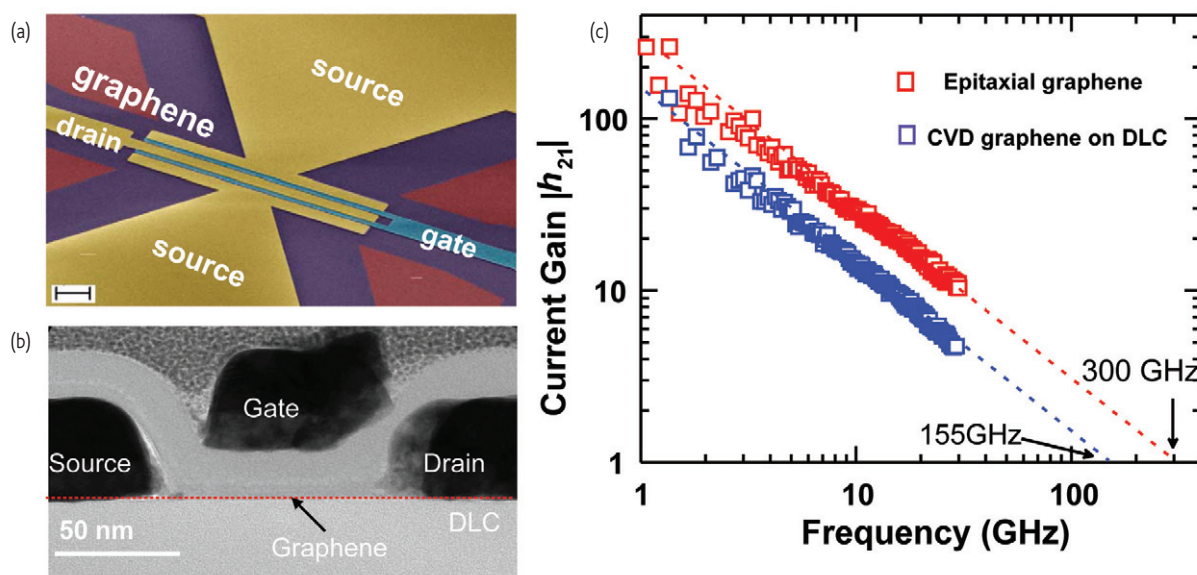 (a)
source
graphene
drain
gate
source
(b)
Gate
Source
Drain
50 nm
DLC
Graphene
(c)
Current Gain |h21|
100
10
1
Epitaxial graphene
CVD graphene on DLC
300 GHz
155GHz
1
10
100
Frequency (GHz)